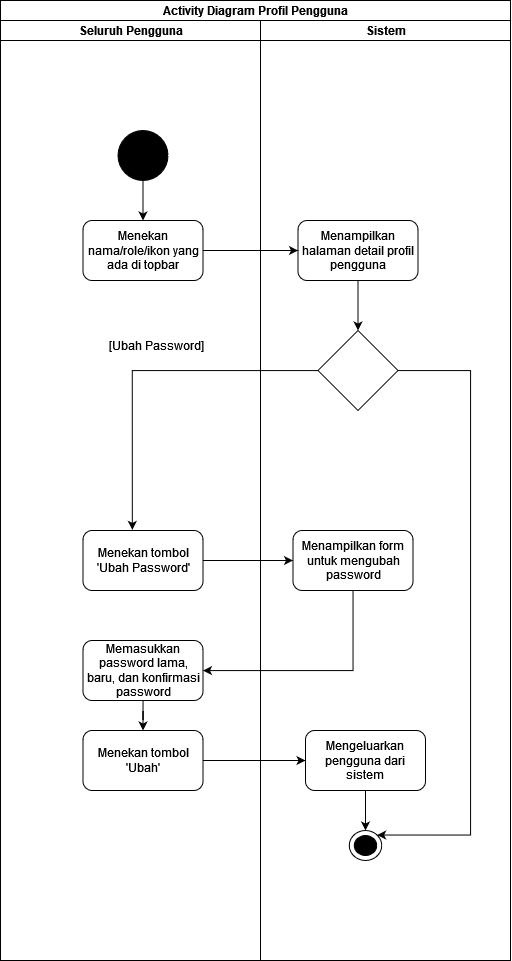 Activity Diagram Profil Pengguna
Seluruh Pengguna
Sistem
Menekan
nama/role/ikon yang
ada di topbar
Menampilkan
halaman detail profil
pengguna
[Ubah Password]
Menekan tombol
'Ubah Password'
Menampilkan form
untuk mengubah
password
Memasukkan
password lama,
baru, dan konfirmasi
password
Menekan tombol
'Ubah'
Mengeluarkan
pengguna dari
sistem